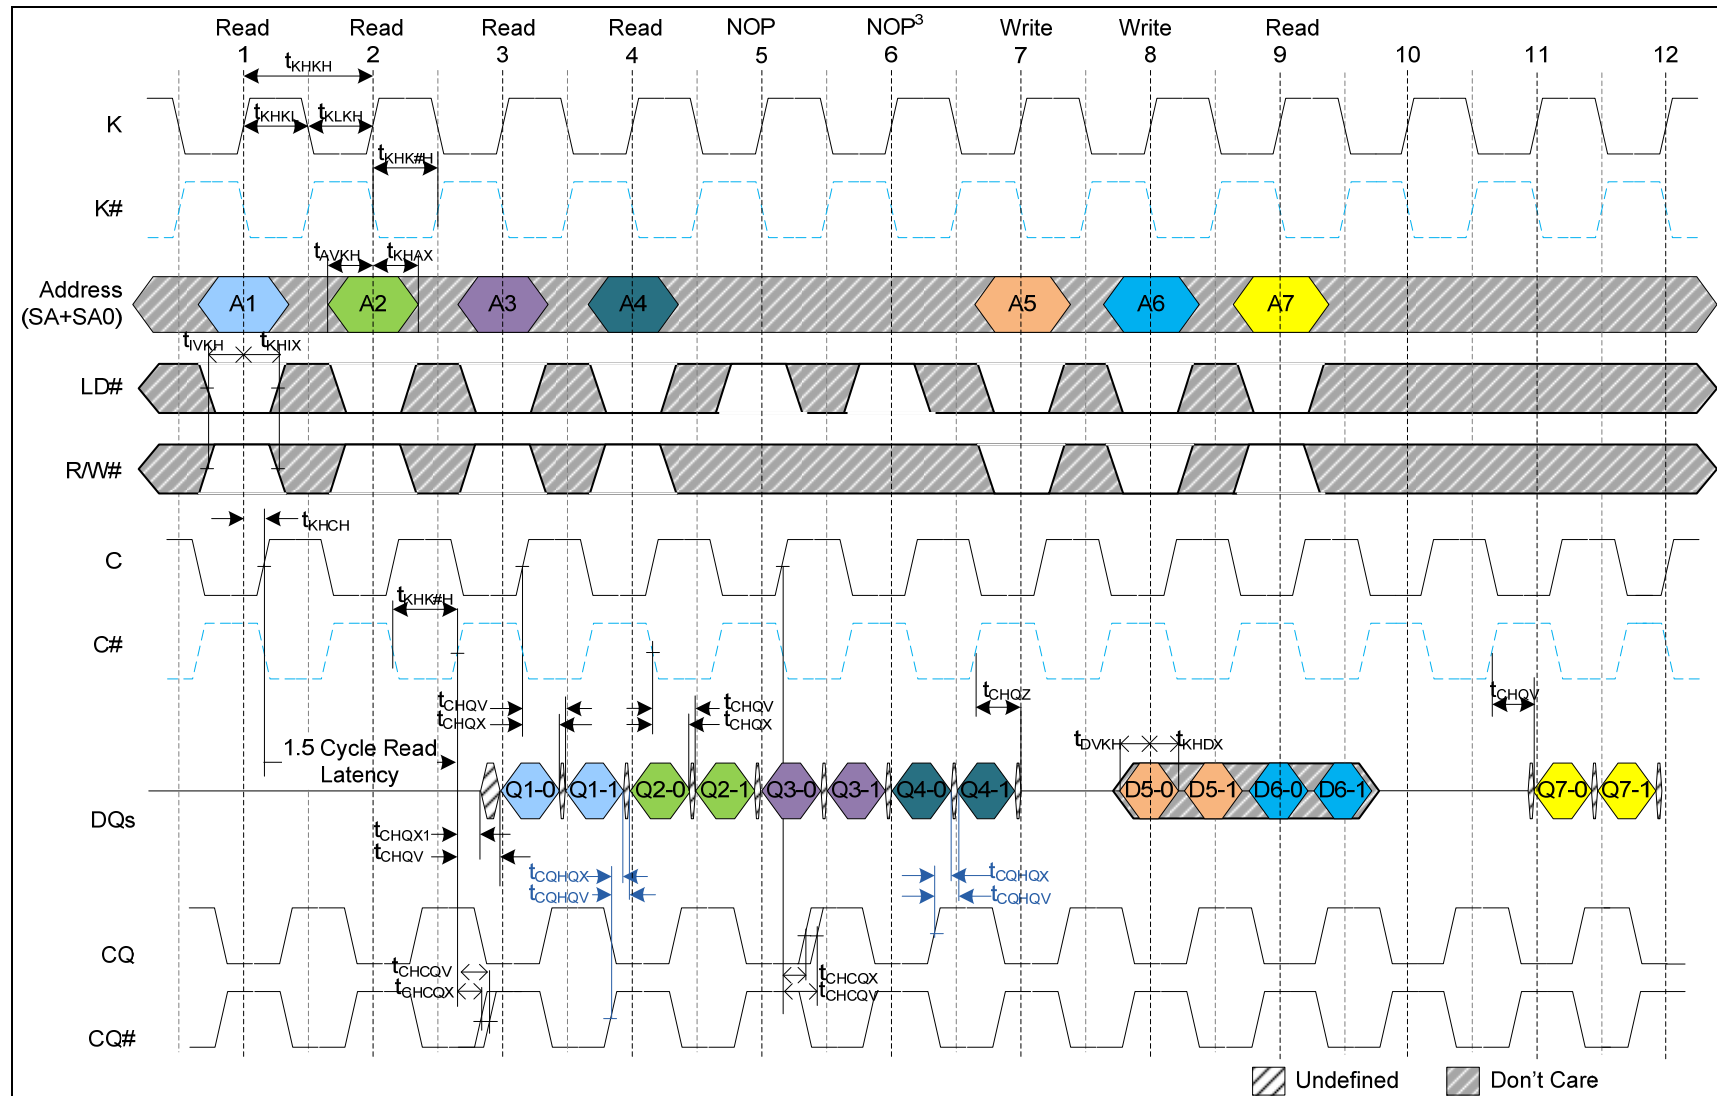 Read Read Read Read NOP NOP3 Write Write Read
1 2 3 4 5 6 7 8 9 10 11 12
tKHKH
K
tKHKL tKLKH
tKHK#H
K#
tAVKH tKHAX
Address
(SA+SA0)
A1 A2 A3 A4 A5 A6 A7
tIVKH tKHIX
LD#
R/W#
tKHCH
C
tKHK#H
C#
tCHQV tCHQV tCHQZ tCHQV
tCHQX tCHQX
1.5 Cycle Read
Latency
tDVKH tKHDX
DQs
Q1-0 Q1-1 Q2-0 Q2-1 Q3-0 Q3-1 Q4-0 Q4-1 D5-0 D5-1 D6-0 D6-1 Q7-0 Q7-1
tCHQX1
tCHQV
tCQHQX tCQHQX
tCQHQV tCQHQV
CQ
tCHCQV tCHCQX
tCHCQX tCHCQV
CQ#
Undefined Don't Care